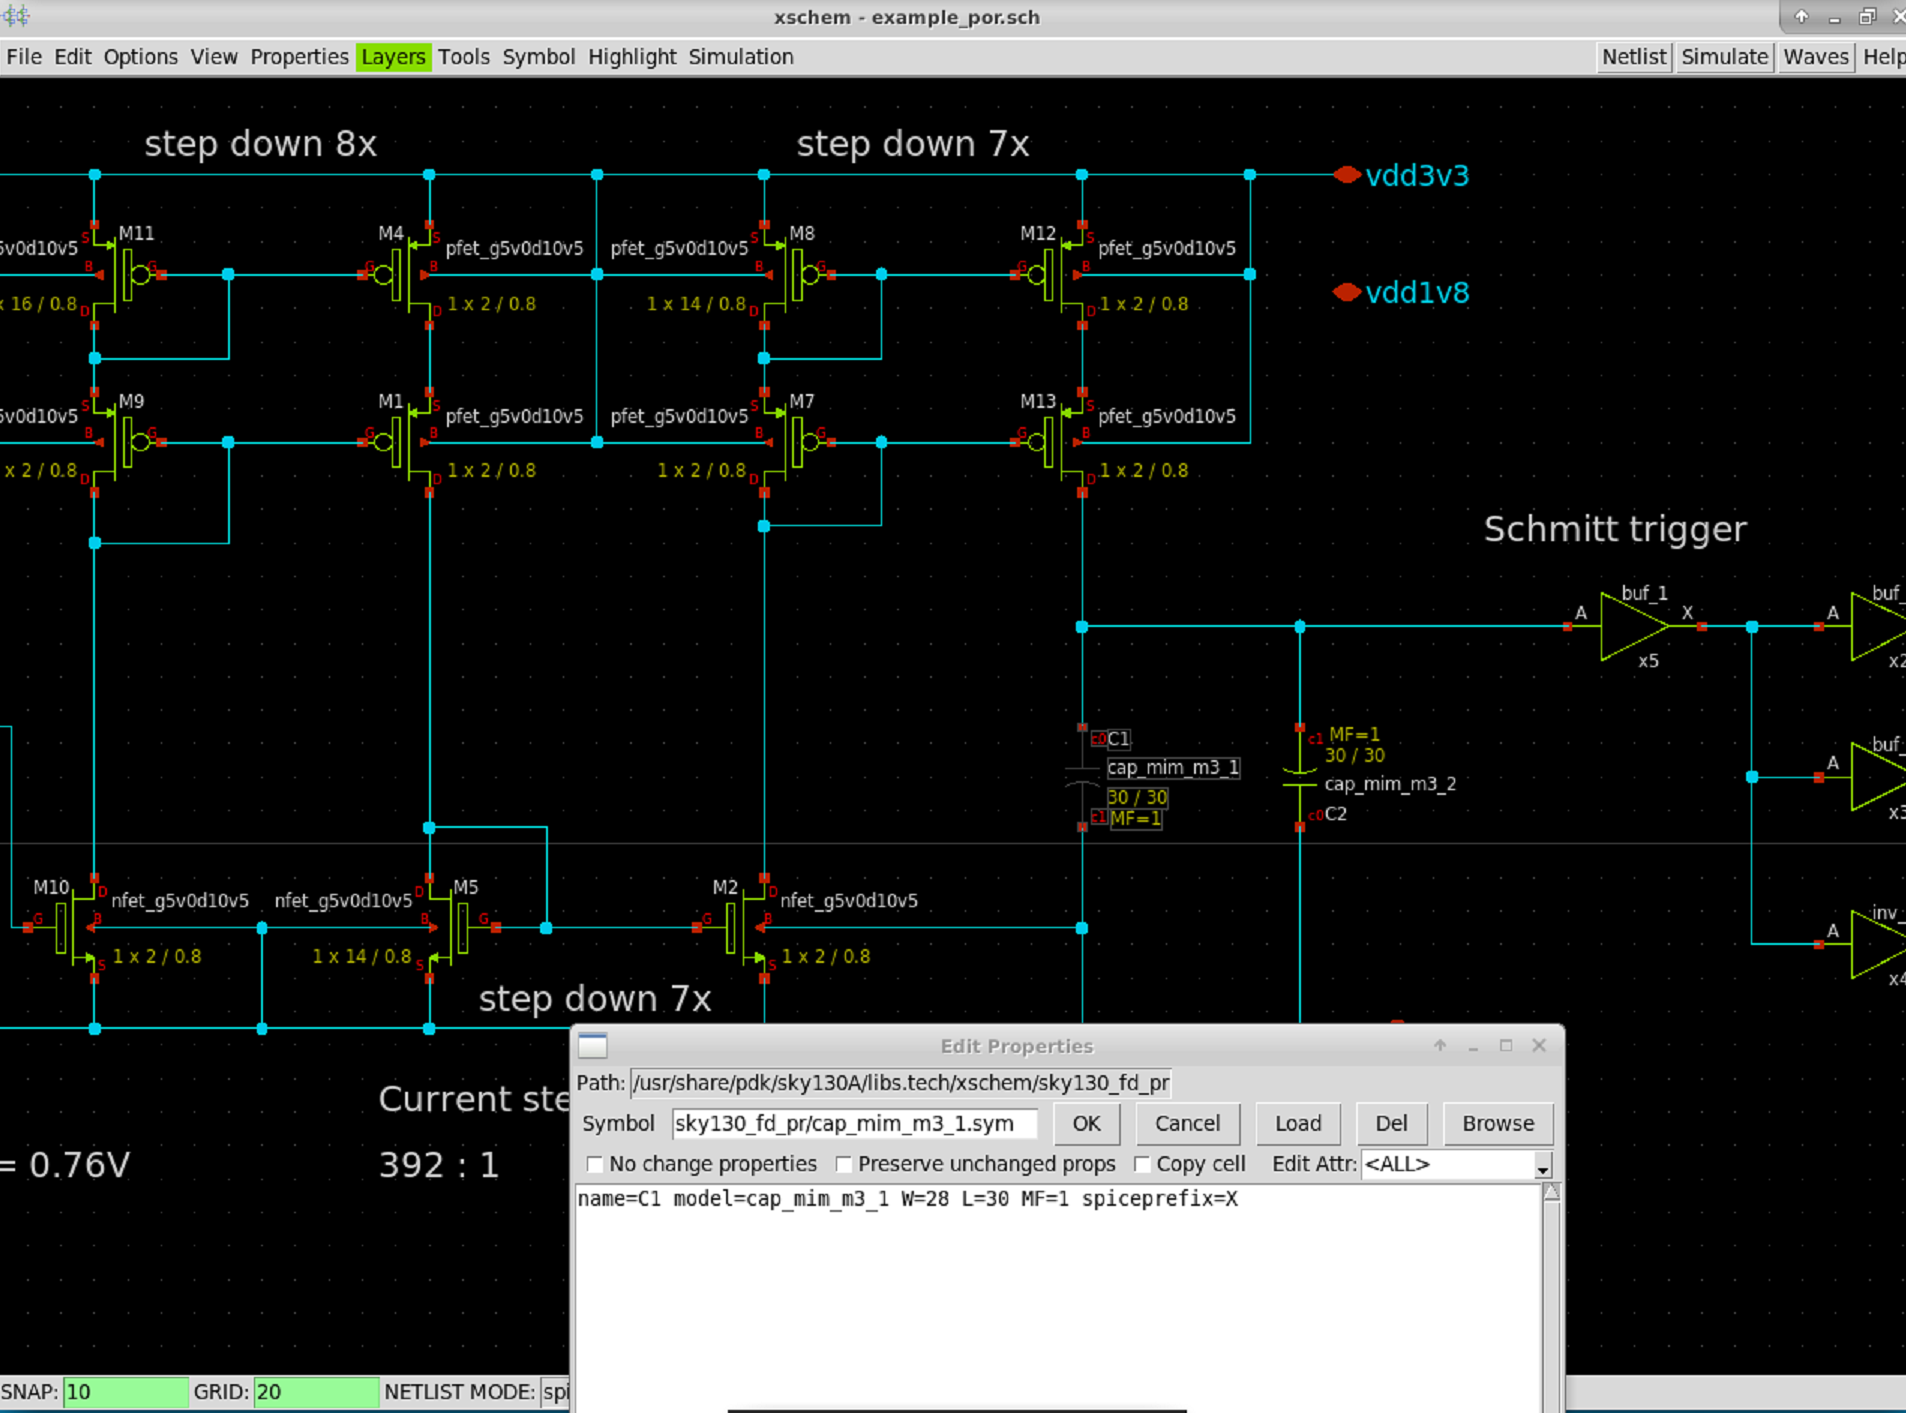 xschem - example_por.sch
File Edit Options View Properties Layers Tools Symbol Highlight Simulation Netlist Simulate Waves Help
step down 8x step down 7x
vdd3v3
M11 M4 M8 M12
5v0d10v5 pfet_g5v0d10v5 pfet_g5v0d10v5 pfet_g5v0d10v5
S S S S
B G G B B G G B
vdd1v8
x 16 / 0.8 D D 1 x 2 / 0.8 1 x 14 / 0.8 D D 1 x 2 / 0.8
M9 M1 M7 M13
5v0d10v5 pfet_g5v0d10v5 pfet_g5v0d10v5 pfet_g5v0d10v5
S S S S
B G G B B G G B
x 2 / 0.8 D D 1 x 2 / 0.8 1 x 2 / 0.8 D D 1 x 2 / 0.8
Schmitt trigger
buf_1 buf_
A X A
x5 x2
c0 C1 c1 MF=1
30 / 30
cap_mim_m3_1 cap_mim_m3_2
30 / 30
c1 MF=1 c0 C2
buf_
A
x3
M10 D D M5 M2 D
nfet_g5v0d10v5 nfet_g5v0d10v5 nfet_g5v0d10v5
G B B G G B
S 1 x 2 / 0.8 1 x 14 / 0.8 S S 1 x 2 / 0.8
inv_
A
x4
step down 7x
Current ste
= 0.76V 392 : 1
Edit Properties
Path: /usr/share/pdk/sky130A/libs.tech/xschem/sky130_fd_pr
Symbol sky130_fd_pr/cap_mim_m3_1.sym OK Cancel Load Del Browse
No change properties Preserve unchanged props Copy cell Edit Attr: <ALL>
name=C1 model=cap_mim_m3_1 W=28 L=30 MF=1 spiceprefix=X
SNAP: 10 GRID: 20 NETLIST MODE: spi